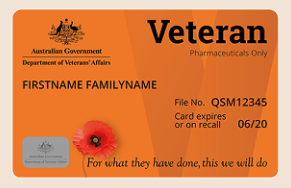 Veteran
Pharmaceuticals Only
Australian Government
Department of Veterans' Affairs
FIRSTNAME FAMILYNAME
File No. QSM12345
Card expires
or on recall 06/20
For what they have done, this we will do